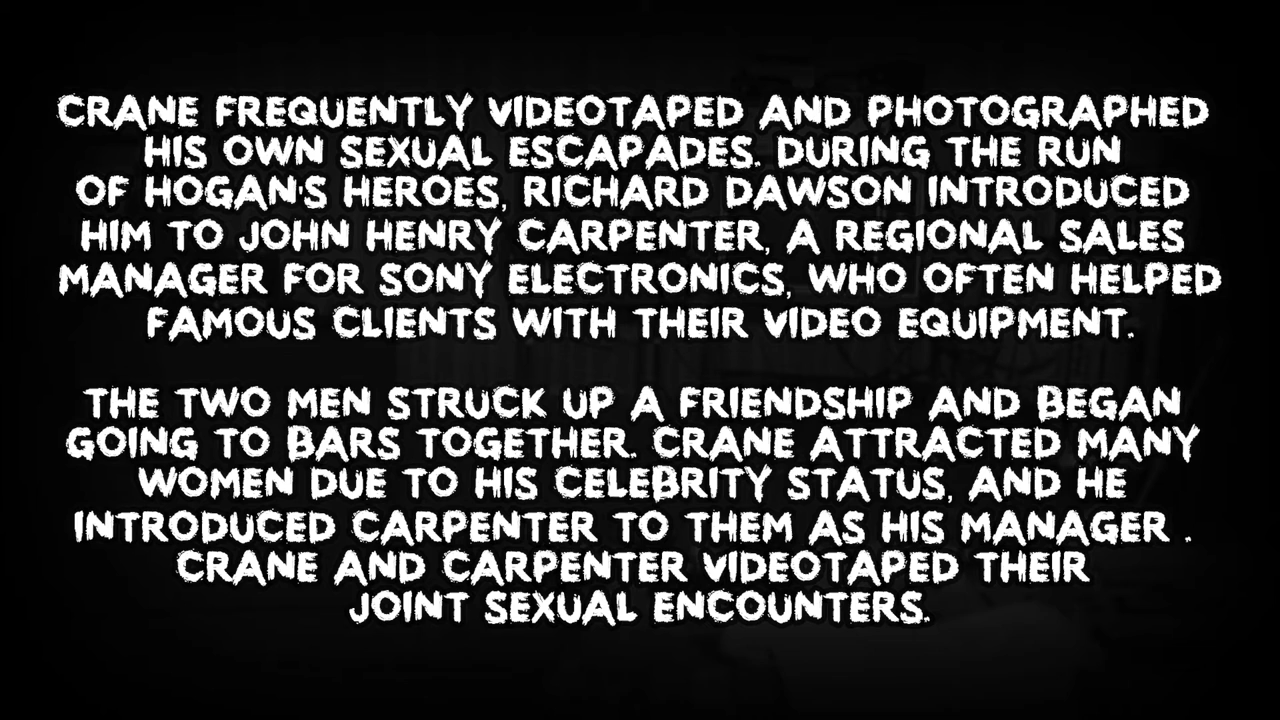 CRANE FREQUENTLY VIDEOTAPED AND PHOTOGRAPHED
HIS OWN SEXUAL ESCAPADES. DURING THE RUN
OF HOGAN'S HEROES, RICHARD DAWSON INTRODUCED
HIM TO JOHN HENRY CARPENTER, A REGIONAL SALES
MANAGER FOR SONY ELECTRONICS, WHO OFTEN HELPED
FAMOUS CLIENTS WITH THEIR VIDEO EQUIPMENT.
THE TWO MEN STRUCK UP A FRIENDSHIP AND BEGAN
GOING TO BARS TOGETHER. CRANE ATTRACTED MANY
WOMEN DUE TO HIS CELEBRITY STATUS, AND HE
INTRODUCED CARPENTER TO THEM AS HIS MANAGER .
CRANE AND CARPENTER VIDEOTAPED THEIR
JOINT SEXUAL ENCOUNTERS.